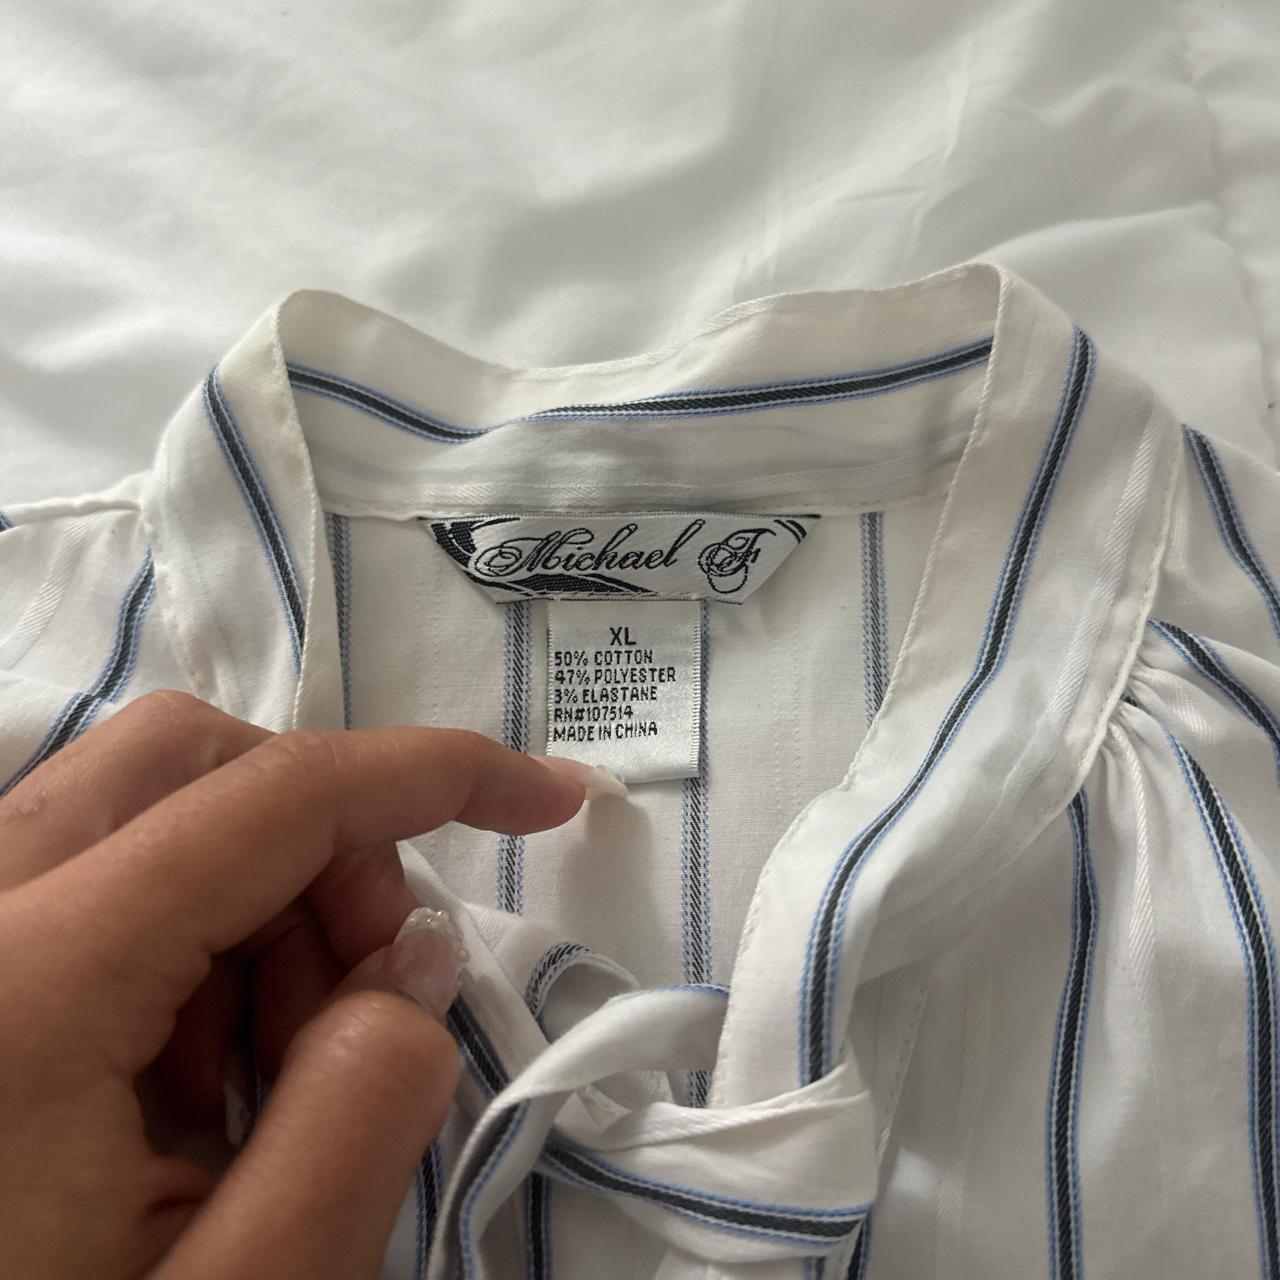 Michael F
XL
50% COTTON
47% POLYESTER
3% ELASTANE
RN#107514
MADE IN CHINA